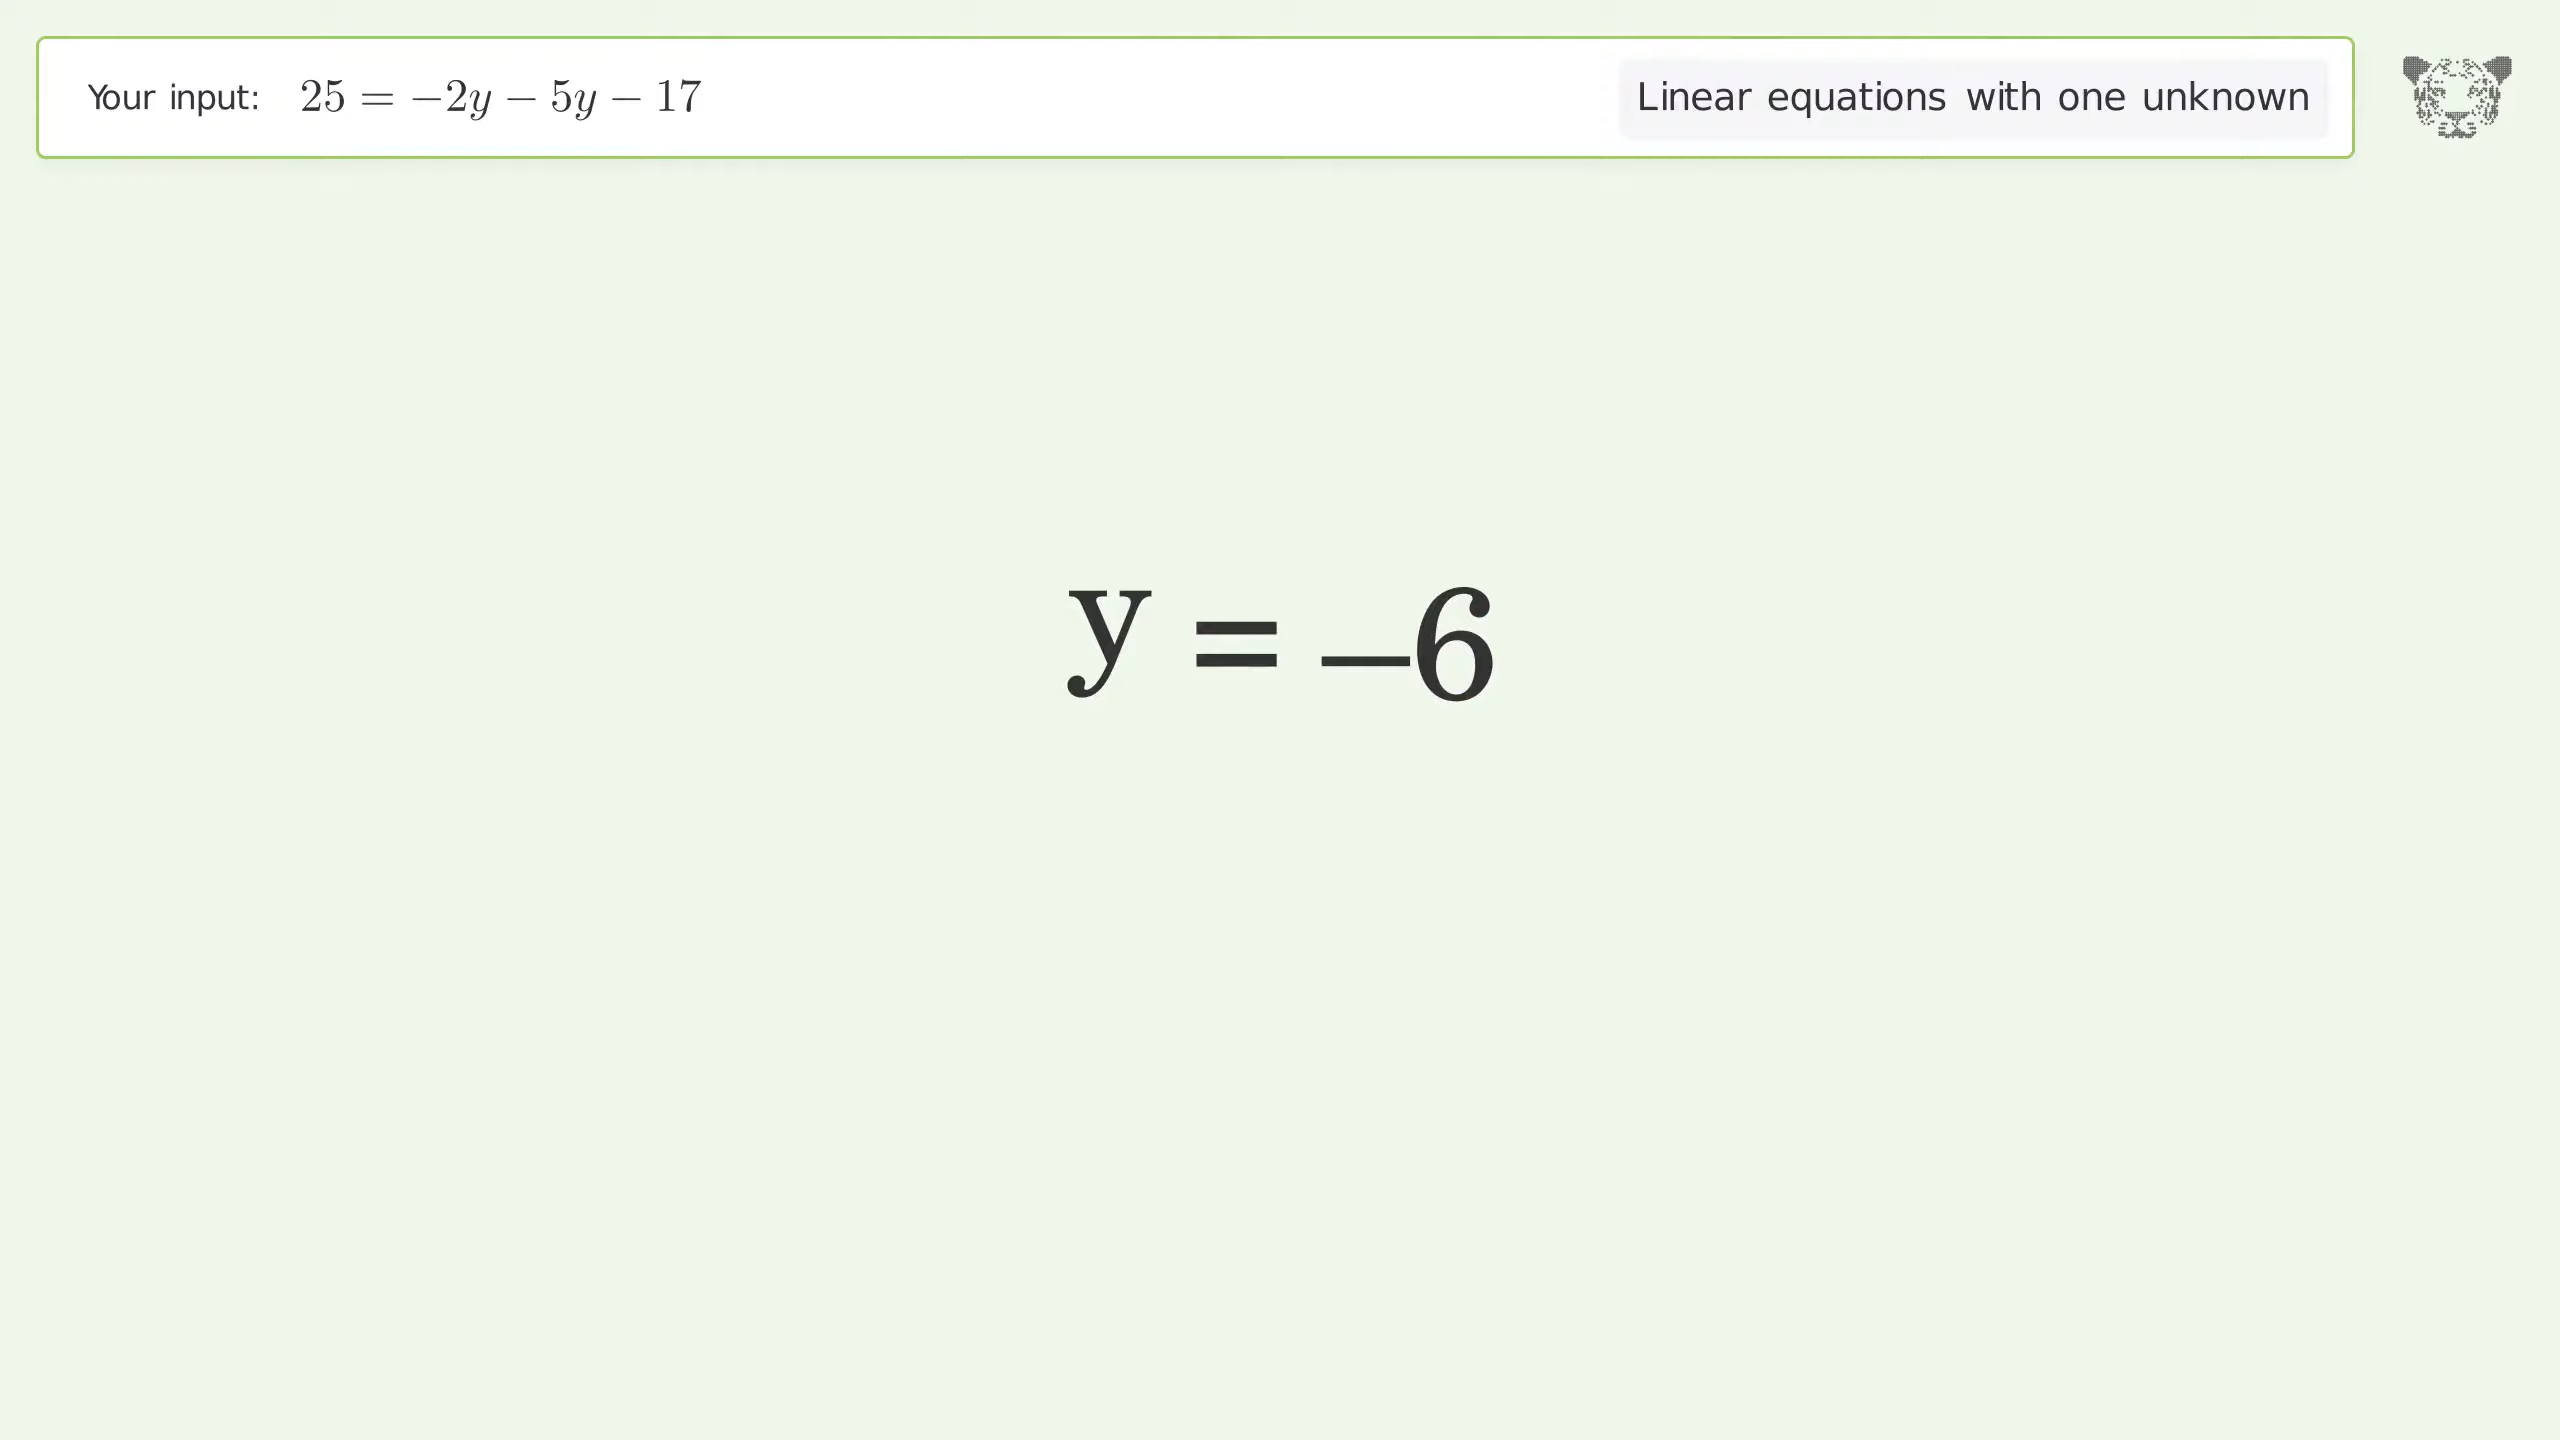 Your input: 25 = −2y − 5y − 17
Linear equations with one unknown
y = −6